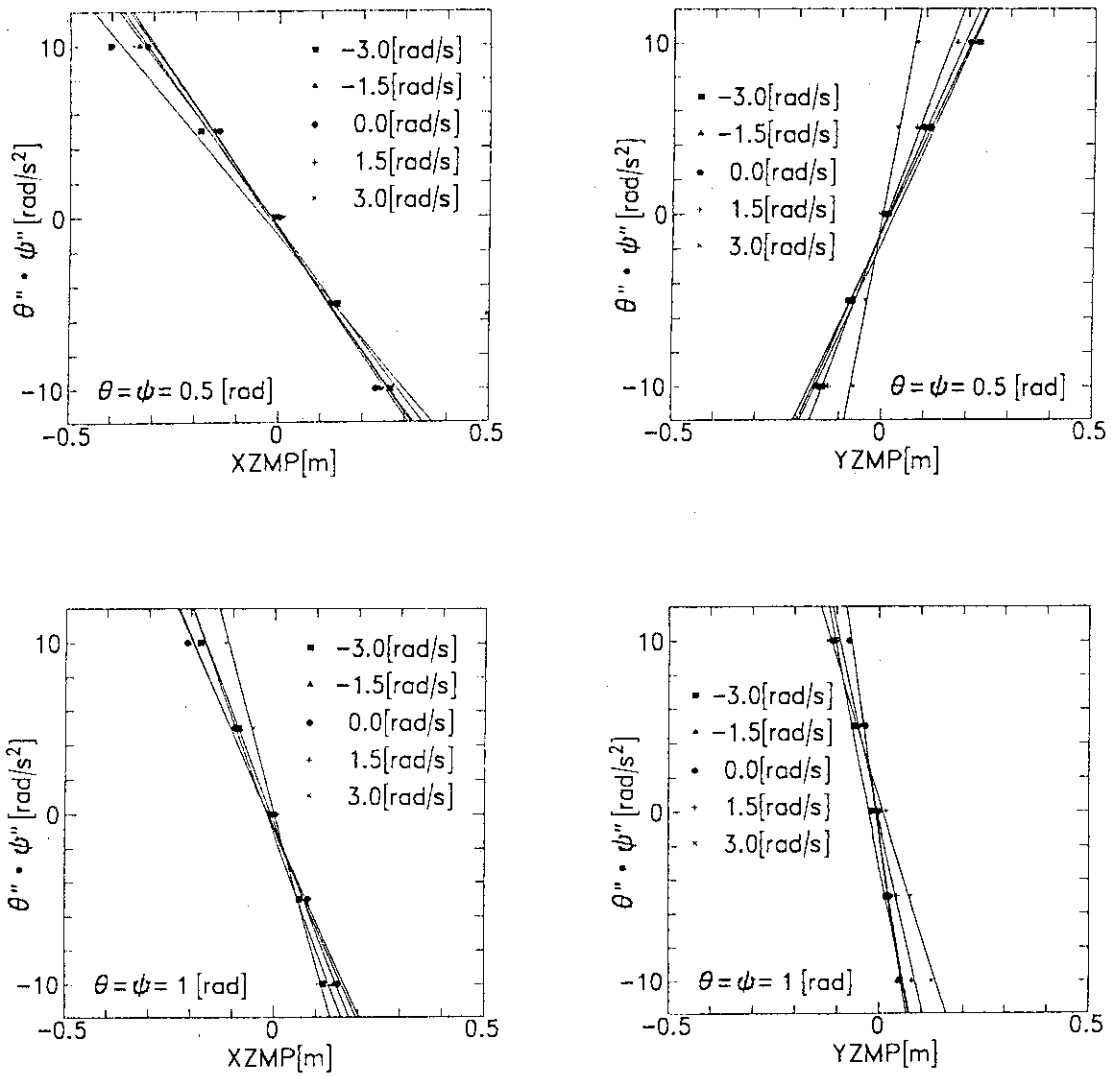 10
0
−10
θ'' • ψ'' [rad/s²]
−3.0[rad/s]
−1.5[rad/s]
0.0[rad/s]
1.5[rad/s]
3.0[rad/s]
θ=ψ= 0.5 [rad]
−0.5
0
0.5
XZMP[m]
10
0
−10
θ'' • ψ'' [rad/s²]
−3.0[rad/s]
−1.5[rad/s]
0.0[rad/s]
1.5[rad/s]
3.0[rad/s]
θ=ψ= 0.5 [rad]
−0.5
0
0.5
YZMP[m]
10
0
−10
θ'' • ψ'' [rad/s²]
−3.0[rad/s]
−1.5[rad/s]
0.0[rad/s]
1.5[rad/s]
3.0[rad/s]
θ=ψ= 1 [rad]
−0.5
0
0.5
XZMP[m]
10
0
−10
θ'' • ψ'' [rad/s²]
−3.0[rad/s]
−1.5[rad/s]
0.0[rad/s]
1.5[rad/s]
3.0[rad/s]
θ=ψ= 1 [rad]
−0.5
0
0.5
YZMP[m]